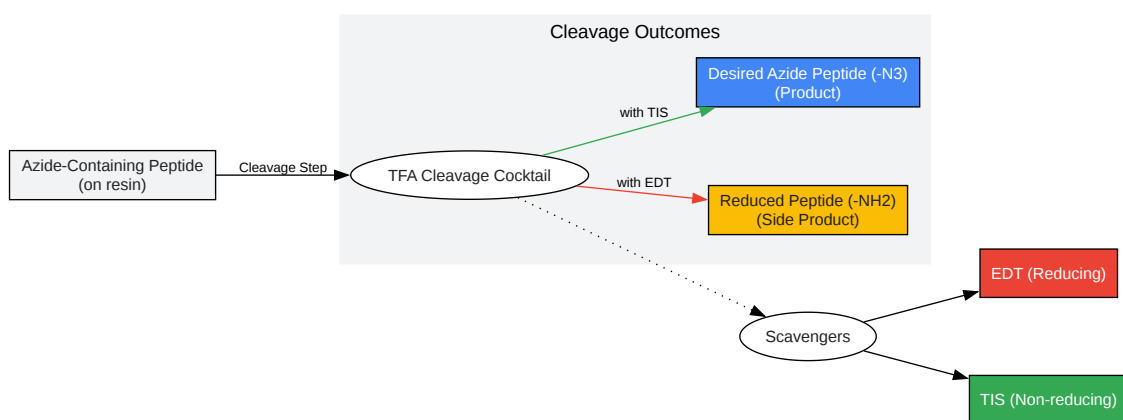 Cleavage Outcomes
Desired Azide Peptide (-N3)
(Product)
with TIS
Azide-Containing Peptide
(on resin)
Cleavage Step
TFA Cleavage Cocktail
with EDT
Reduced Peptide (-NH2)
(Side Product)
EDT (Reducing)
Scavengers
TIS (Non-reducing)